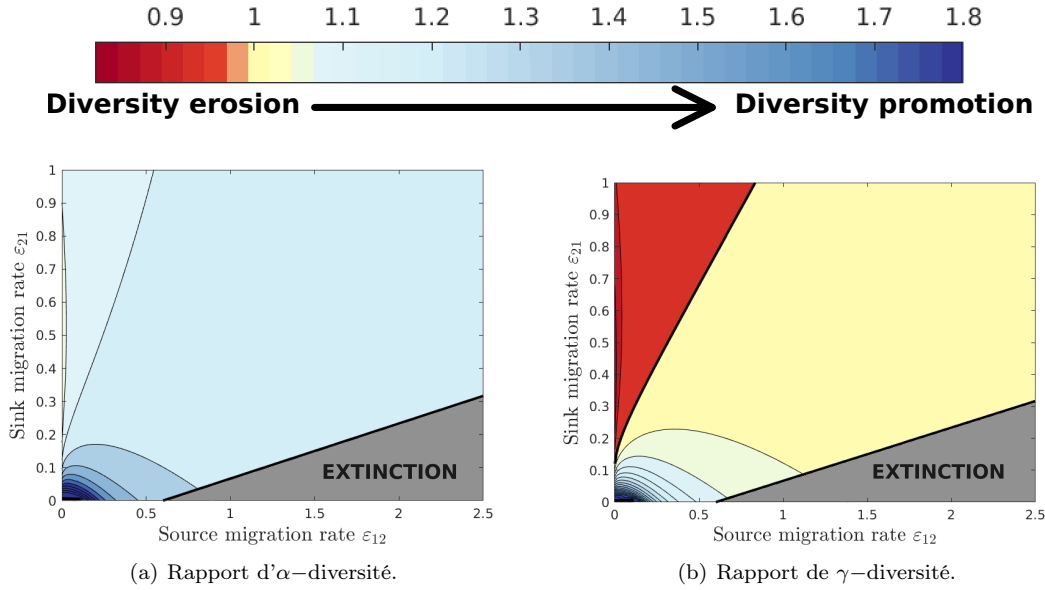 0.9 1 1.1 1.2 1.3 1.4 1.5 1.6 1.7 1.8
Diversity erosion Diversity promotion
1
0.9
0.8
0.7
0.6
0.5
0.4
0.3
0.2
0.1
0
Sink migration rate ε21
EXTINCTION
0 0.5 1 1.5 2 2.5
Source migration rate ε12
(a) Rapport d'α−diversité.
1
0.9
0.8
0.7
0.6
0.5
0.4
0.3
0.2
0.1
0
Sink migration rate ε21
EXTINCTION
0 0.5 1 1.5 2 2.5
Source migration rate ε12
(b) Rapport de γ−diversité.